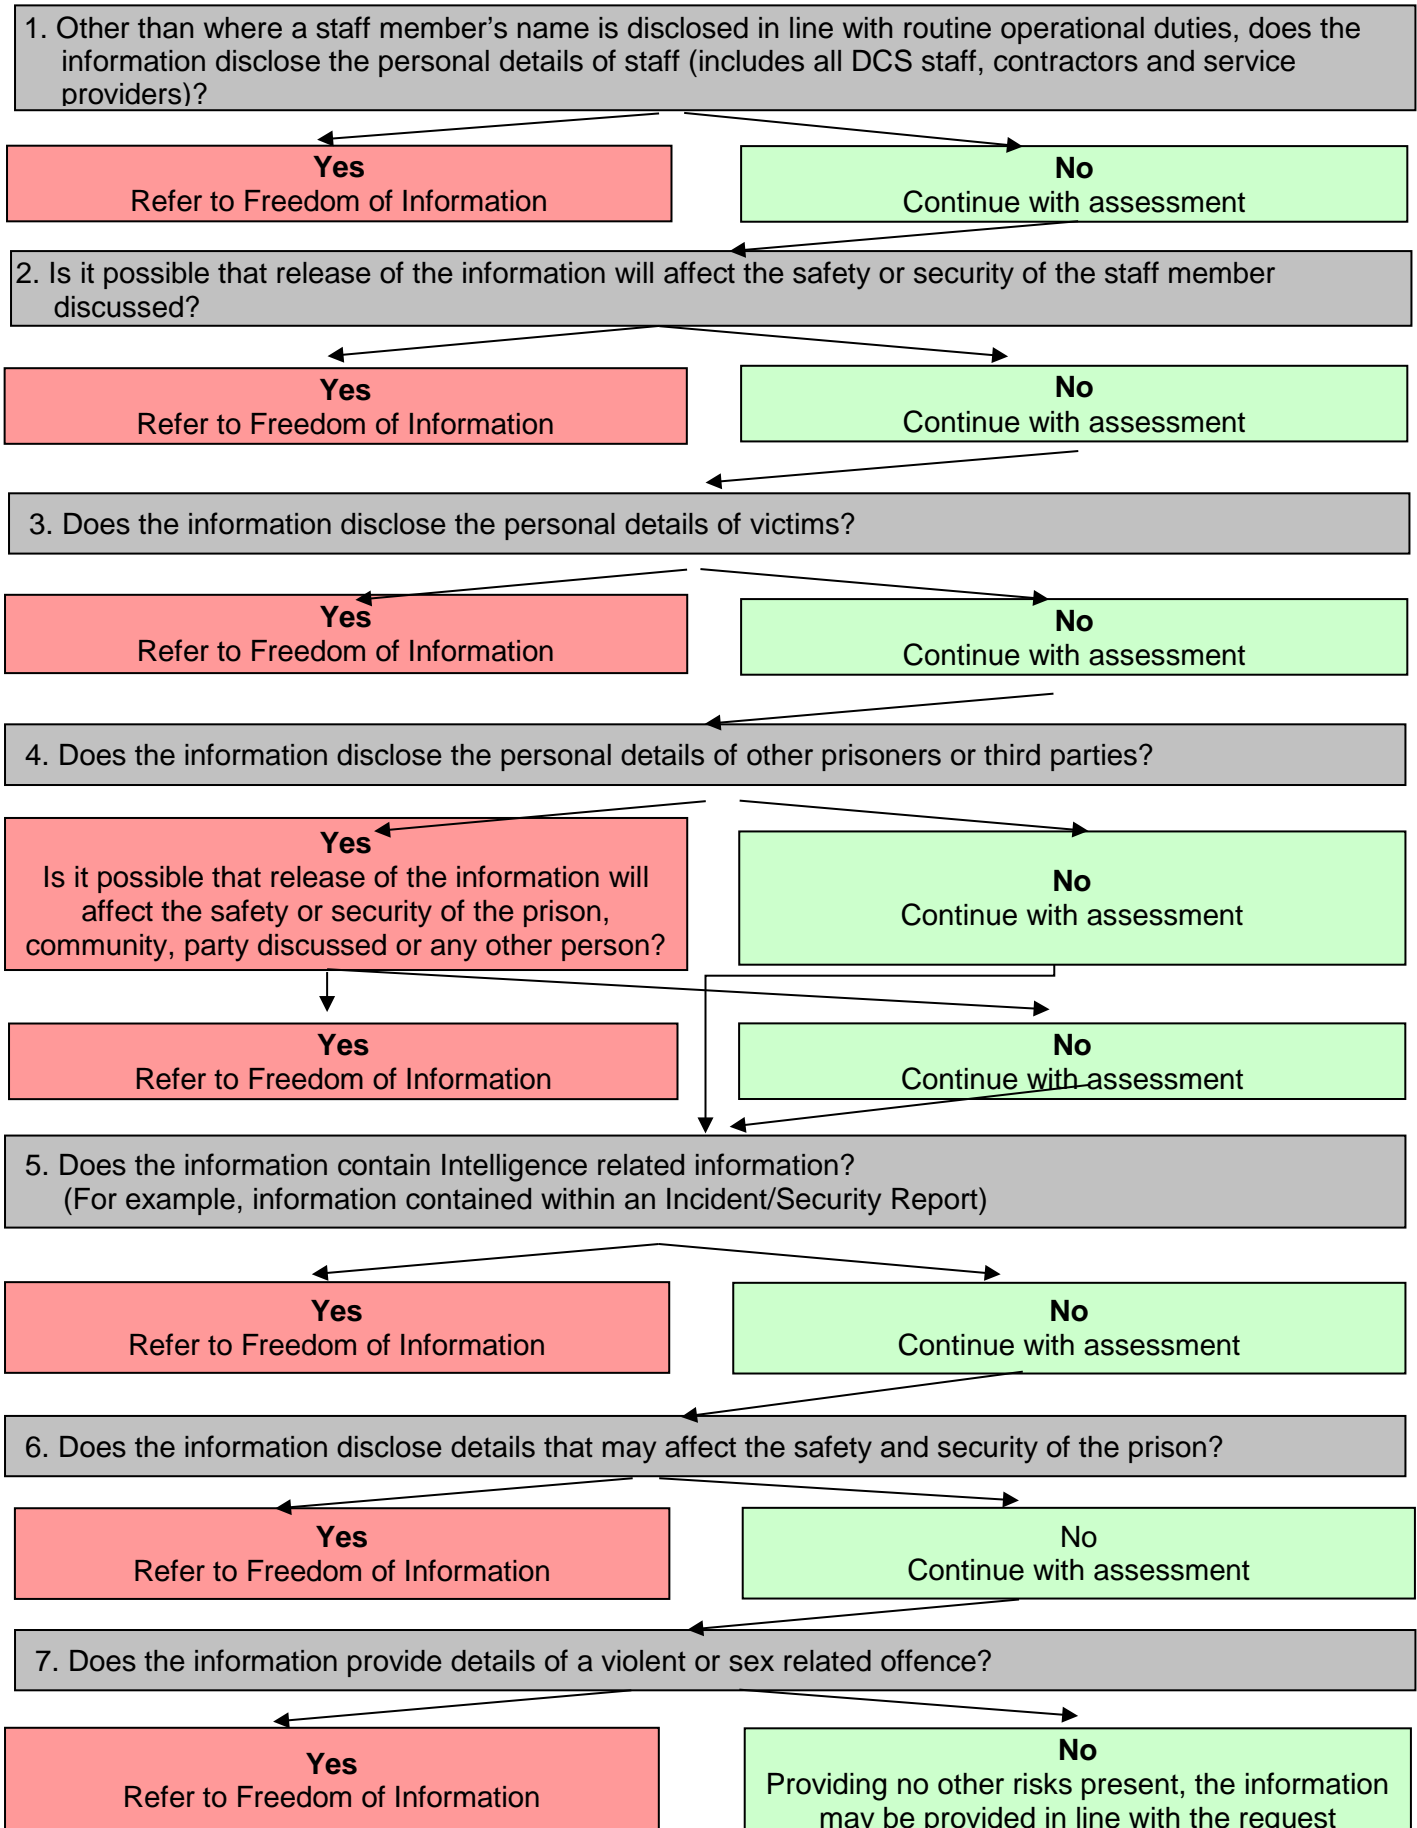 1. Other than where a staff member's name is disclosed in line with routine operational duties, does the
information disclose the personal details of staff (includes all DCS staff, contractors and service
providers)?
Yes
Refer to Freedom of Information
No
Continue with assessment
2. Is it possible that release of the information will affect the safety or security of the staff member
discussed?
Yes
Refer to Freedom of Information
No
Continue with assessment
3. Does the information disclose the personal details of victims?
Yes
Refer to Freedom of Information
No
Continue with assessment
4. Does the information disclose the personal details of other prisoners or third parties?
Yes
Is it possible that release of the information will
affect the safety or security of the prison,
community, party discussed or any other person?
No
Continue with assessment
Yes
Refer to Freedom of Information
No
Continue with assessment
5. Does the information contain Intelligence related information?
(For example, information contained within an Incident/Security Report)
Yes
Refer to Freedom of Information
No
Continue with assessment
6. Does the information disclose details that may affect the safety and security of the prison?
Yes
Refer to Freedom of Information
No
Continue with assessment
7. Does the information provide details of a violent or sex related offence?
Yes
Refer to Freedom of Information
No
Providing no other risks present, the information
may be provided in line with the request